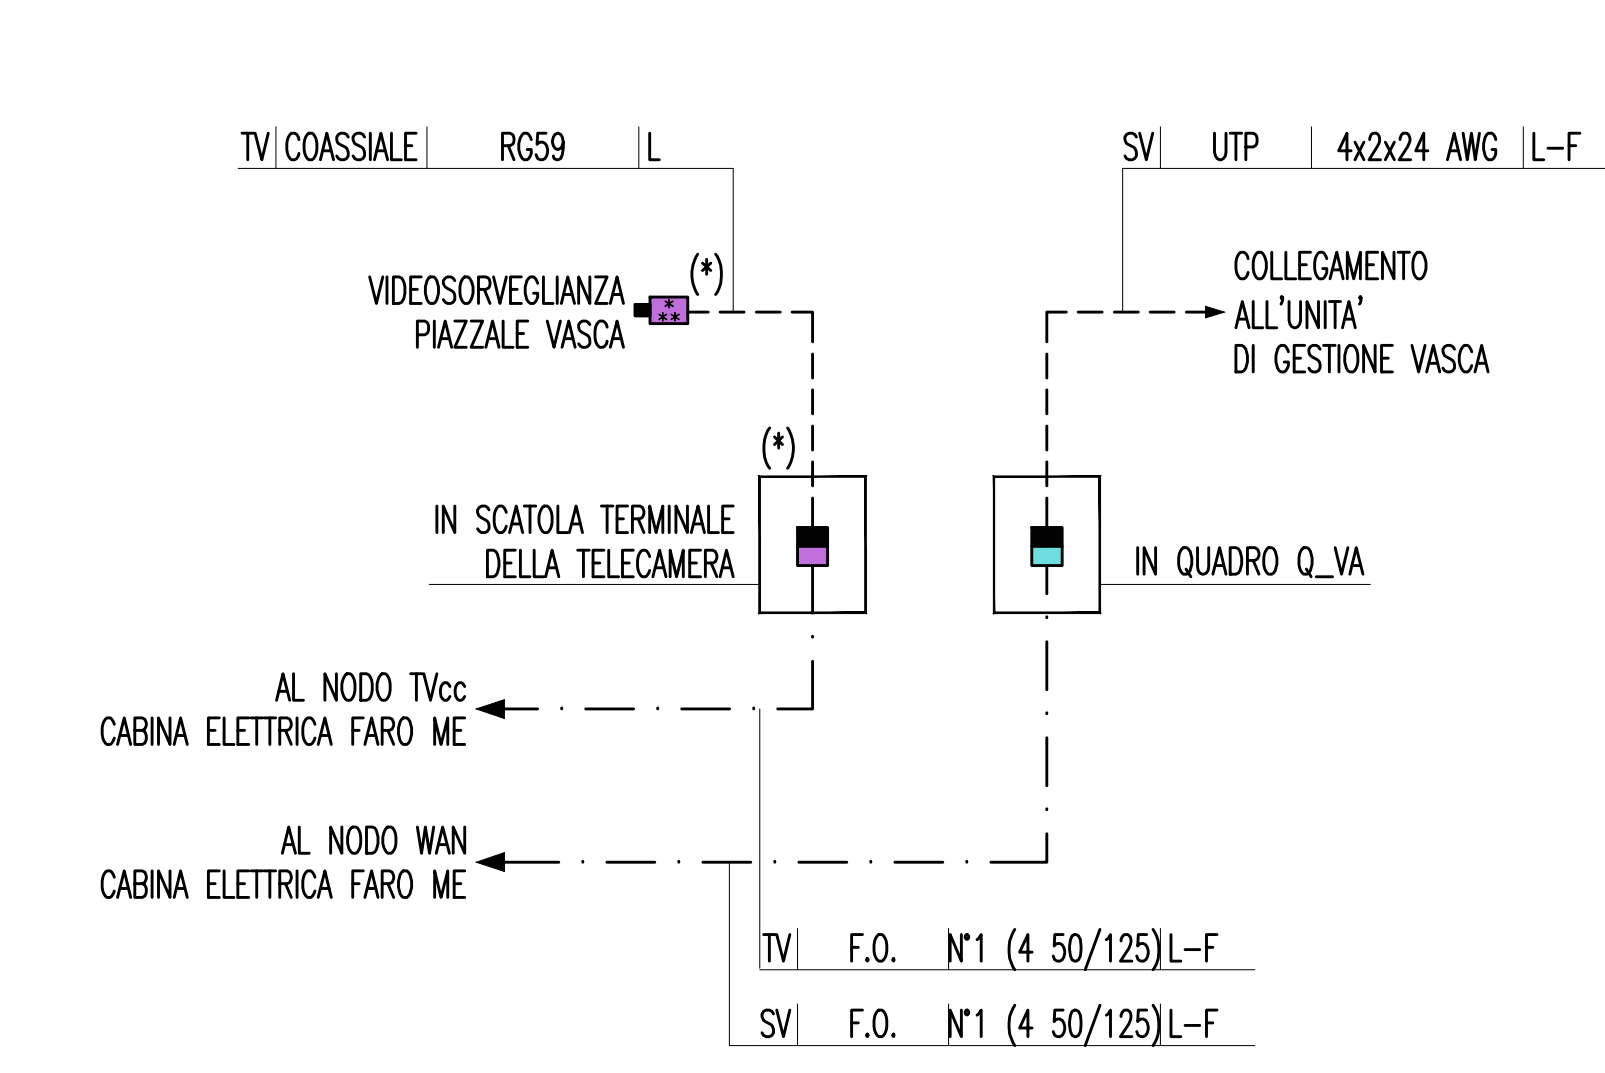 TV COASSIALE RG59 L
SV UTP 4x2x24 AWG L-F
VIDEOSORVEGLIANZA
PIAZZALE VASCA
(*)
*
**
COLLEGAMENTO
ALL'UNITA'
DI GESTIONE VASCA
(*)
IN SCATOLA TERMINALE
DELLA TELECAMERA
IN QUADRO Q_VA
AL NODO TVcc
CABINA ELETTRICA FARO ME
AL NODO WAN
CABINA ELETTRICA FARO ME
TV F.O. N°1 (4 50/125) L-F
SV F.O. N°1 (4 50/125) L-F